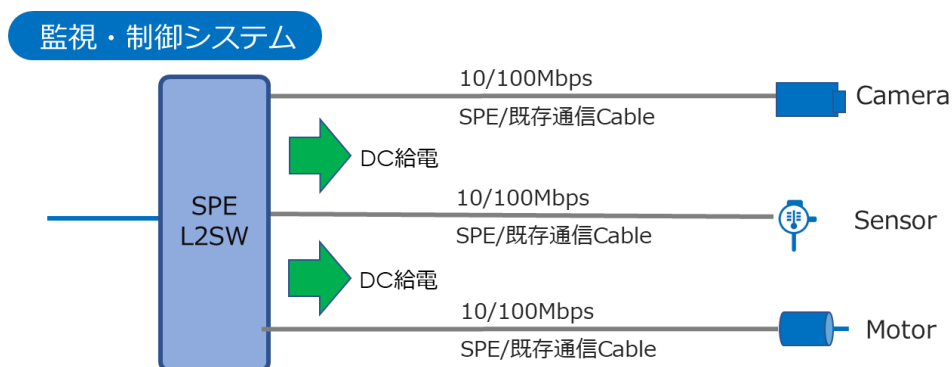 監視・制御システム
10/100Mbps
SPE/既存通信Cable
Camera
DC給電
SPE
L2SW
10/100Mbps
SPE/既存通信Cable
Sensor
DC給電
10/100Mbps
SPE/既存通信Cable
Motor